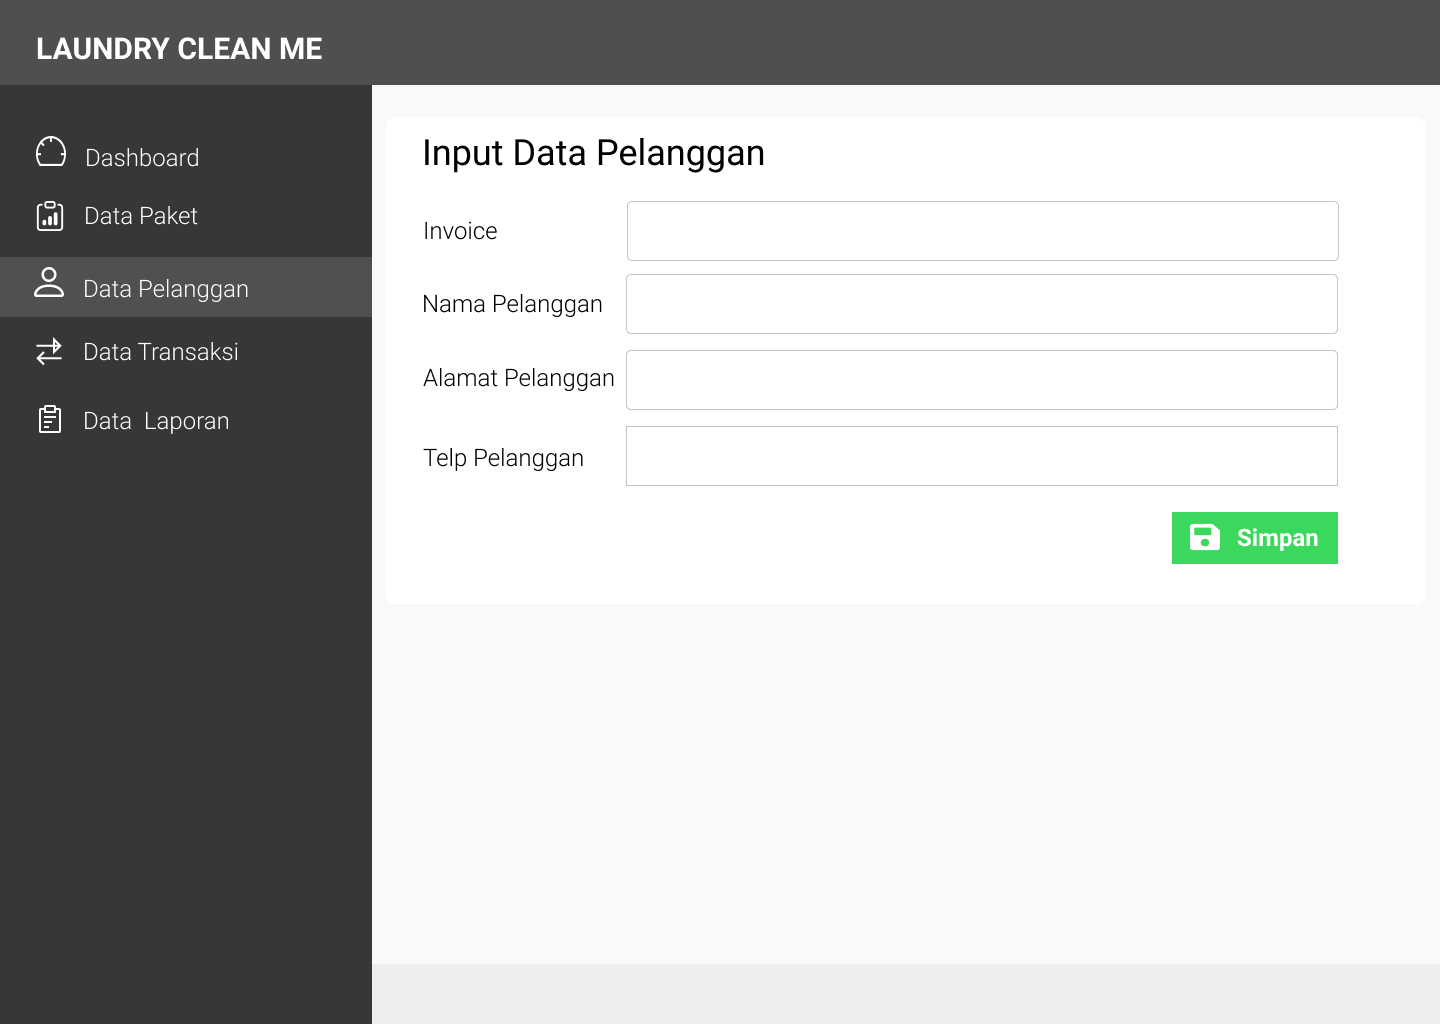 LAUNDRY CLEAN ME
Dashboard
Data Paket
Data Pelanggan
Data Transaksi
Data  Laporan
Input Data Pelanggan
Invoice
Nama Pelanggan
Alamat Pelanggan
Telp Pelanggan
Simpan